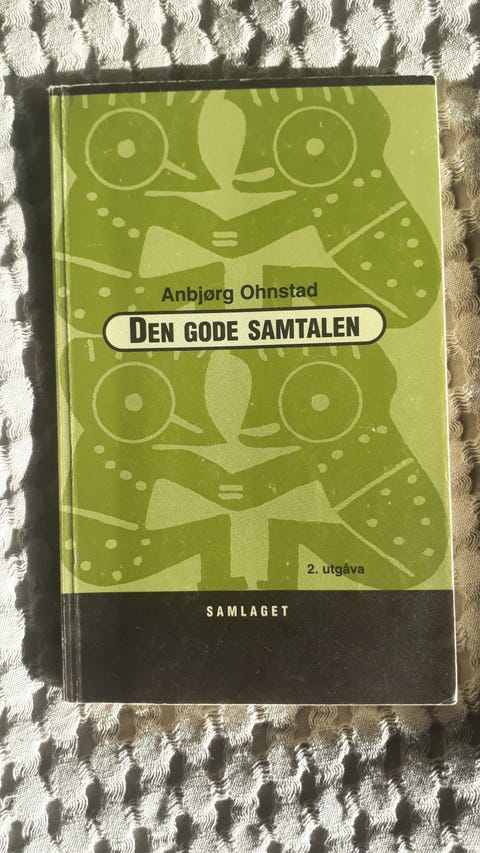 Anbjørg Ohnstad
DEN GODE SAMTALEN
2. utgåva
SAMLAGET